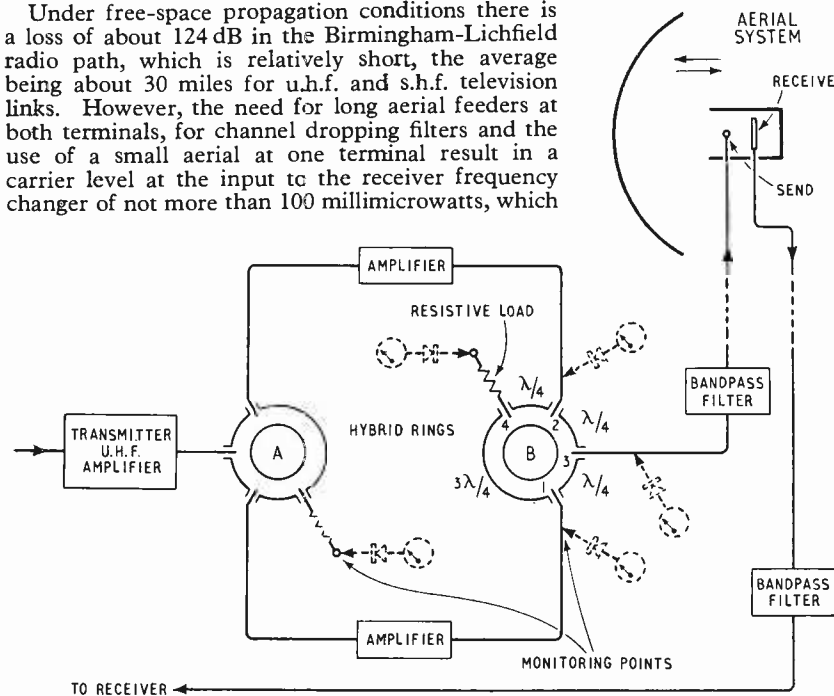 Under free-space propagation conditions there is
a loss of about 124 dB in the Birmingham-Lichfield
radio path, which is relatively short, the average
being about 30 miles for u.h.f. and s.h.f. television
links. However, the need for long aerial feeders at
both terminals, for channel dropping filters and the
use of a small aerial at one terminal result in a
carrier level at the input to the receiver frequency
changer of not more than 100 millimicrowatts, which
AERIAL
SYSTEM
RECEIVE
SEND
AMPLIFIER
RESISTIVE LOAD
λ/4
BANDPASS
FILTER
TRANSMITTER
U.H.F.
AMPLIFIER
A
HYBRID RINGS
4
2
λ/4
B
3
3λ/4
1
λ/4
BANDPASS
FILTER
AMPLIFIER
MONITORING POINTS
TO RECEIVER